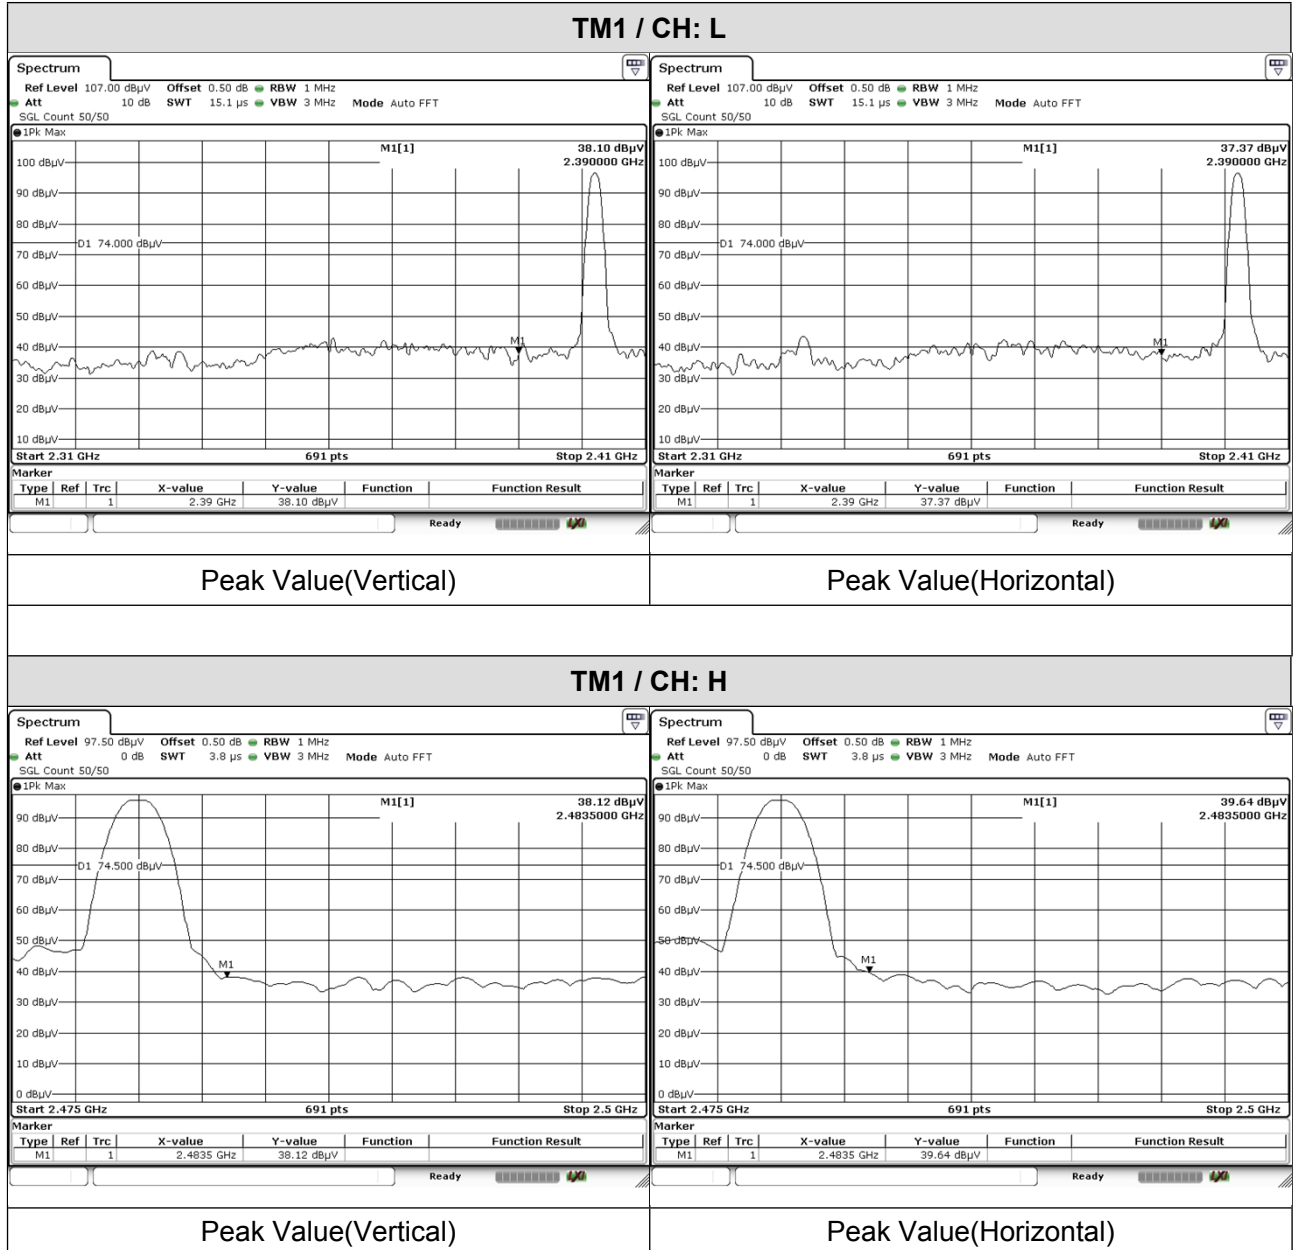 TM1 / CH: L
Spectrum
Ref Level 107.00 dBµV Offset 0.50 dB RBW 1 MHz
Att 10 dB SWT 15.1 µs VBW 3 MHz Mode Auto FFT
SGL Count 50/50
1Pk Max
M1[1] 38.10 dBµV
2.390000 GHz
100 dBµV
90 dBµV
80 dBµV
D1 74.000 dBµV
70 dBµV
60 dBµV
50 dBµV
40 dBµV
M1
30 dBµV
20 dBµV
10 dBµV
Start 2.31 GHz 691 pts Stop 2.41 GHz
Marker
Type Ref Trc X-value Y-value Function Function Result
M1 1 2.39 GHz 38.10 dBµV
Ready LXI
Peak Value(Vertical)
Spectrum
Ref Level 107.00 dBµV Offset 0.50 dB RBW 1 MHz
Att 10 dB SWT 15.1 µs VBW 3 MHz Mode Auto FFT
SGL Count 50/50
1Pk Max
M1[1] 37.37 dBµV
2.390000 GHz
100 dBµV
90 dBµV
80 dBµV
D1 74.000 dBµV
70 dBµV
60 dBµV
50 dBµV
40 dBµV
M1
30 dBµV
20 dBµV
10 dBµV
Start 2.31 GHz 691 pts Stop 2.41 GHz
Marker
Type Ref Trc X-value Y-value Function Function Result
M1 1 2.39 GHz 37.37 dBµV
Ready LXI
Peak Value(Horizontal)
TM1 / CH: H
Spectrum
Ref Level 97.50 dBµV Offset 0.50 dB RBW 1 MHz
Att 0 dB SWT 3.8 µs VBW 3 MHz Mode Auto FFT
SGL Count 50/50
1Pk Max
M1[1] 38.12 dBµV
2.4835000 GHz
90 dBµV
80 dBµV
D1 74.500 dBµV
70 dBµV
60 dBµV
50 dBµV
M1
40 dBµV
30 dBµV
20 dBµV
10 dBµV
0 dBµV
Start 2.475 GHz 691 pts Stop 2.5 GHz
Marker
Type Ref Trc X-value Y-value Function Function Result
M1 1 2.4835 GHz 38.12 dBµV
Ready LXI
Peak Value(Vertical)
Spectrum
Ref Level 97.50 dBµV Offset 0.50 dB RBW 1 MHz
Att 0 dB SWT 3.8 µs VBW 3 MHz Mode Auto FFT
SGL Count 50/50
1Pk Max
M1[1] 39.64 dBµV
2.4835000 GHz
90 dBµV
80 dBµV
D1 74.500 dBµV
70 dBµV
60 dBµV
50 dBµV
M1
40 dBµV
30 dBµV
20 dBµV
10 dBµV
0 dBµV
Start 2.475 GHz 691 pts Stop 2.5 GHz
Marker
Type Ref Trc X-value Y-value Function Function Result
M1 1 2.4835 GHz 39.64 dBµV
Ready LXI
Peak Value(Horizontal)